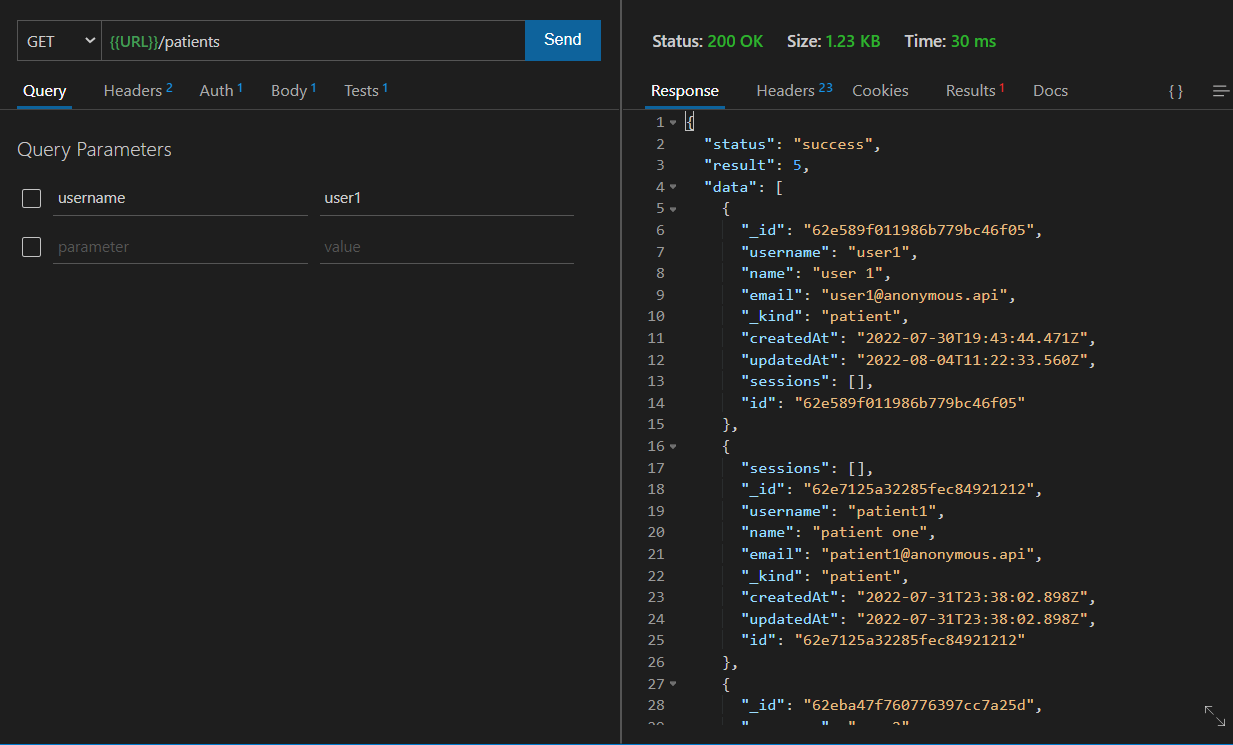 GET {{URL}}/patients Send
Query Headers 2 Auth 1 Body 1 Tests 1
Query Parameters
username user1
parameter value
Status: 200 OK Size: 1.23 KB Time: 30 ms
Response Headers 23 Cookies Results 1 Docs { }
1 {
2 "status": "success",
3 "result": 5,
4 "data": [
5 {
6 "_id": "62e589f011986b779bc46f05",
7 "username": "user1",
8 "name": "user 1",
9 "email": "user1@anonymous.api",
10 "_kind": "patient",
11 "createdAt": "2022-07-30T19:43:44.471Z",
12 "updatedAt": "2022-08-04T11:22:33.560Z",
13 "sessions": [],
14 "id": "62e589f011986b779bc46f05"
15 },
16 {
17 "sessions": [],
18 "_id": "62e7125a32285fec84921212",
19 "username": "patient1",
20 "name": "patient one",
21 "email": "patient1@anonymous.api",
22 "_kind": "patient",
23 "createdAt": "2022-07-31T23:38:02.898Z",
24 "updatedAt": "2022-07-31T23:38:02.898Z",
25 "id": "62e7125a32285fec84921212"
26 },
27 {
28 "_id": "62eba47f760776397cc7a25d",